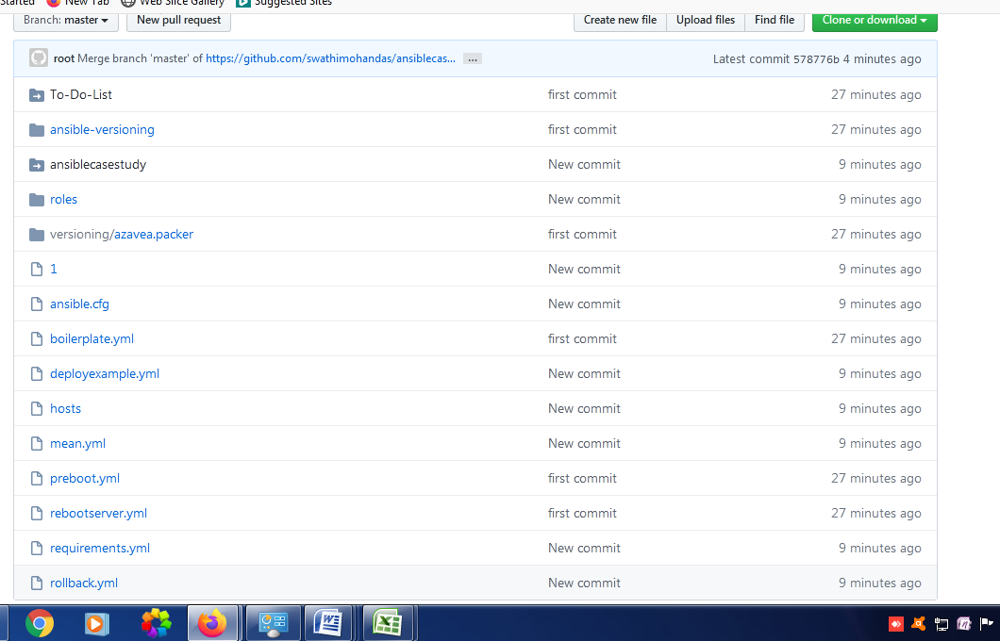 Started New Tab Web Slice Gallery Suggested Sites
Branch: master New pull request Create new file Upload files Find file Clone or download
root Merge branch 'master' of https://github.com/swathimohandas/ansiblecas... ... Latest commit 578776b 4 minutes ago
To-Do-List first commit 27 minutes ago
ansible-versioning first commit 27 minutes ago
ansiblecasestudy New commit 9 minutes ago
roles New commit 9 minutes ago
versioning/azavea.packer first commit 27 minutes ago
1 New commit 9 minutes ago
ansible.cfg New commit 9 minutes ago
boilerplate.yml first commit 27 minutes ago
deployexample.yml New commit 9 minutes ago
hosts New commit 9 minutes ago
mean.yml New commit 9 minutes ago
preboot.yml first commit 27 minutes ago
rebootserver.yml first commit 27 minutes ago
requirements.yml New commit 9 minutes ago
rollback.yml New commit 9 minutes ago